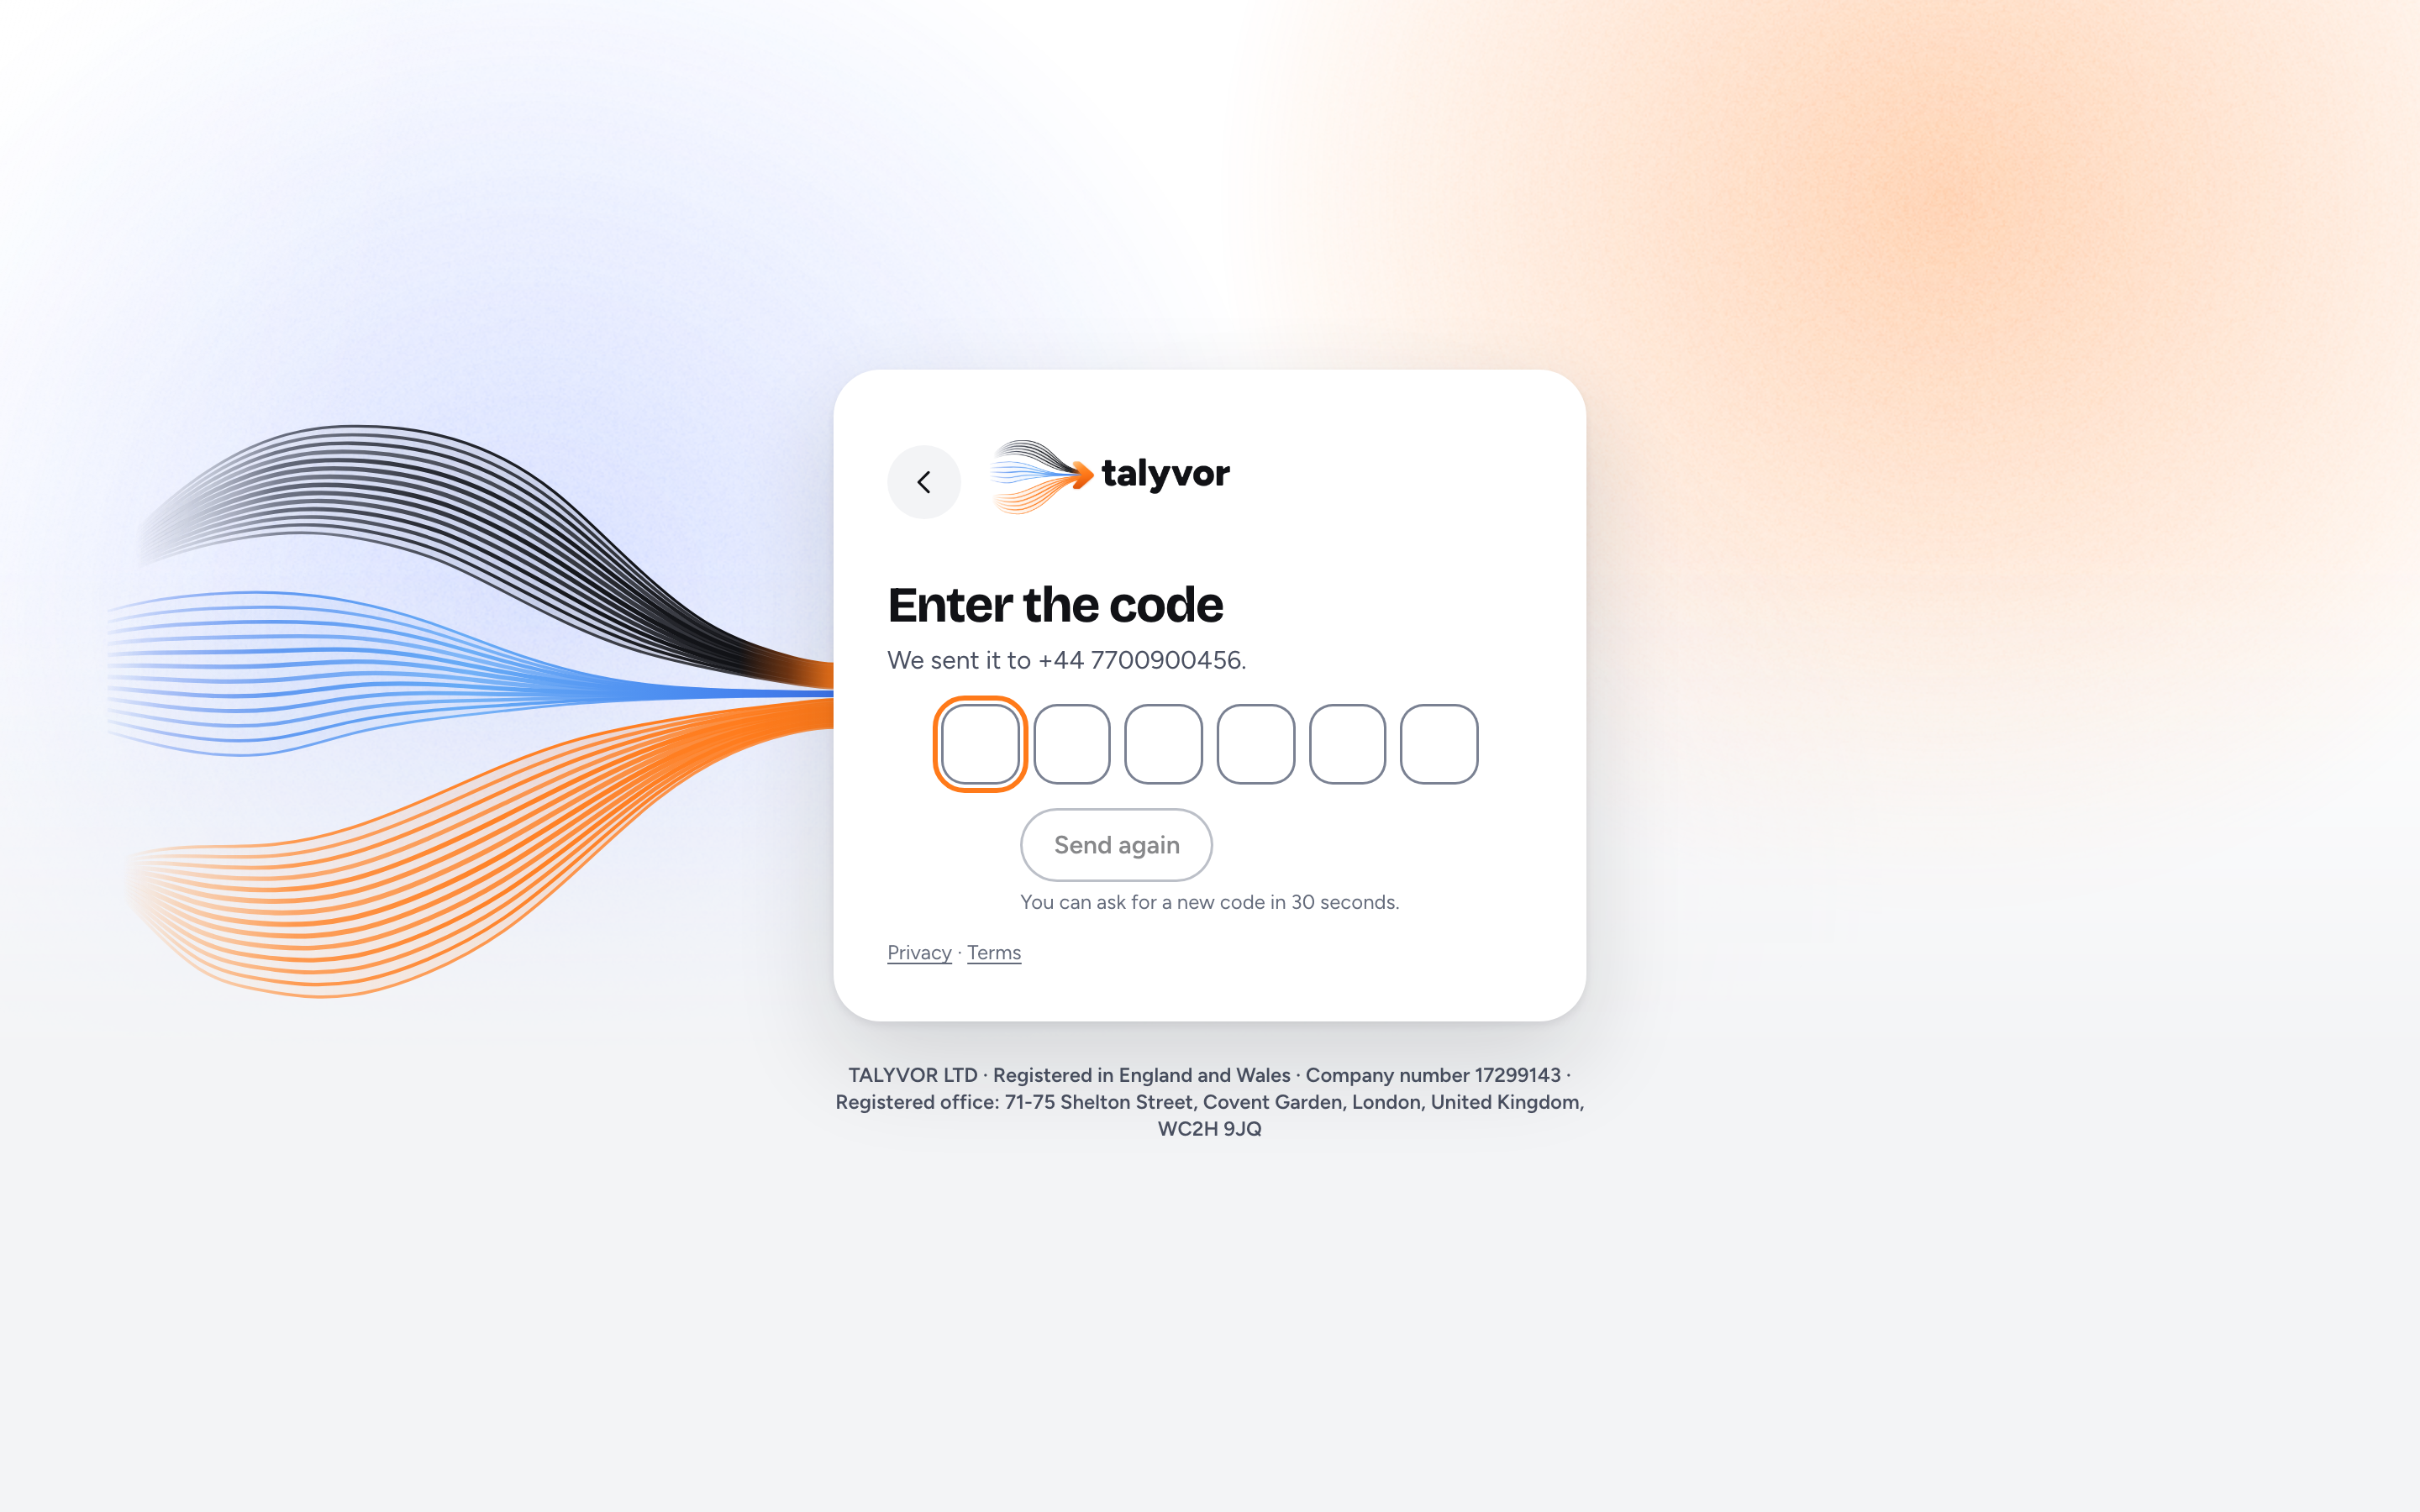 talyvor
Enter the code
We sent it to +44 7700900456.
Send again
You can ask for a new code in 30 seconds.
Privacy · Terms
TALYVOR LTD · Registered in England and Wales · Company number 17299143 ·
Registered office: 71-75 Shelton Street, Covent Garden, London, United Kingdom,
WC2H 9JQ